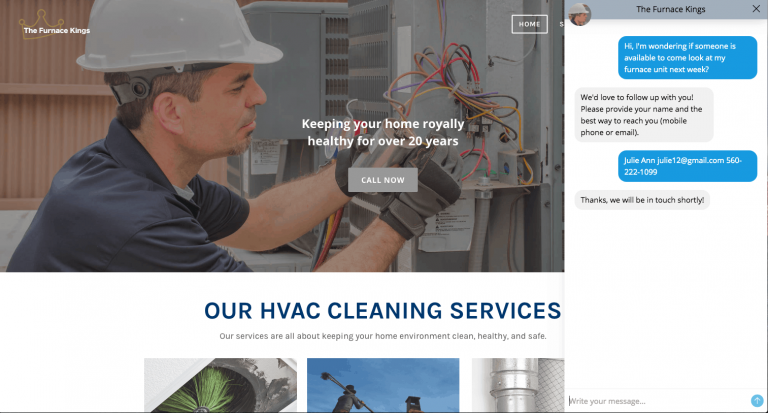 The Furnace Kings
HOME
S
Keeping your home royally
healthy for over 20 years
CALL NOW
OUR HVAC CLEANING SERVICES
Our services are all about keeping your home environment clean, healthy, and safe.
The Furnace Kings
Hi, I'm wondering if someone is
available to come look at my
furnace unit next week?
We'd love to follow up with you!
Please provide your name and the
best way to reach you (mobile
phone or email).
Julie Ann julie12@gmail.com 560-
222-1099
Thanks, we will be in touch shortly!
Write your message...